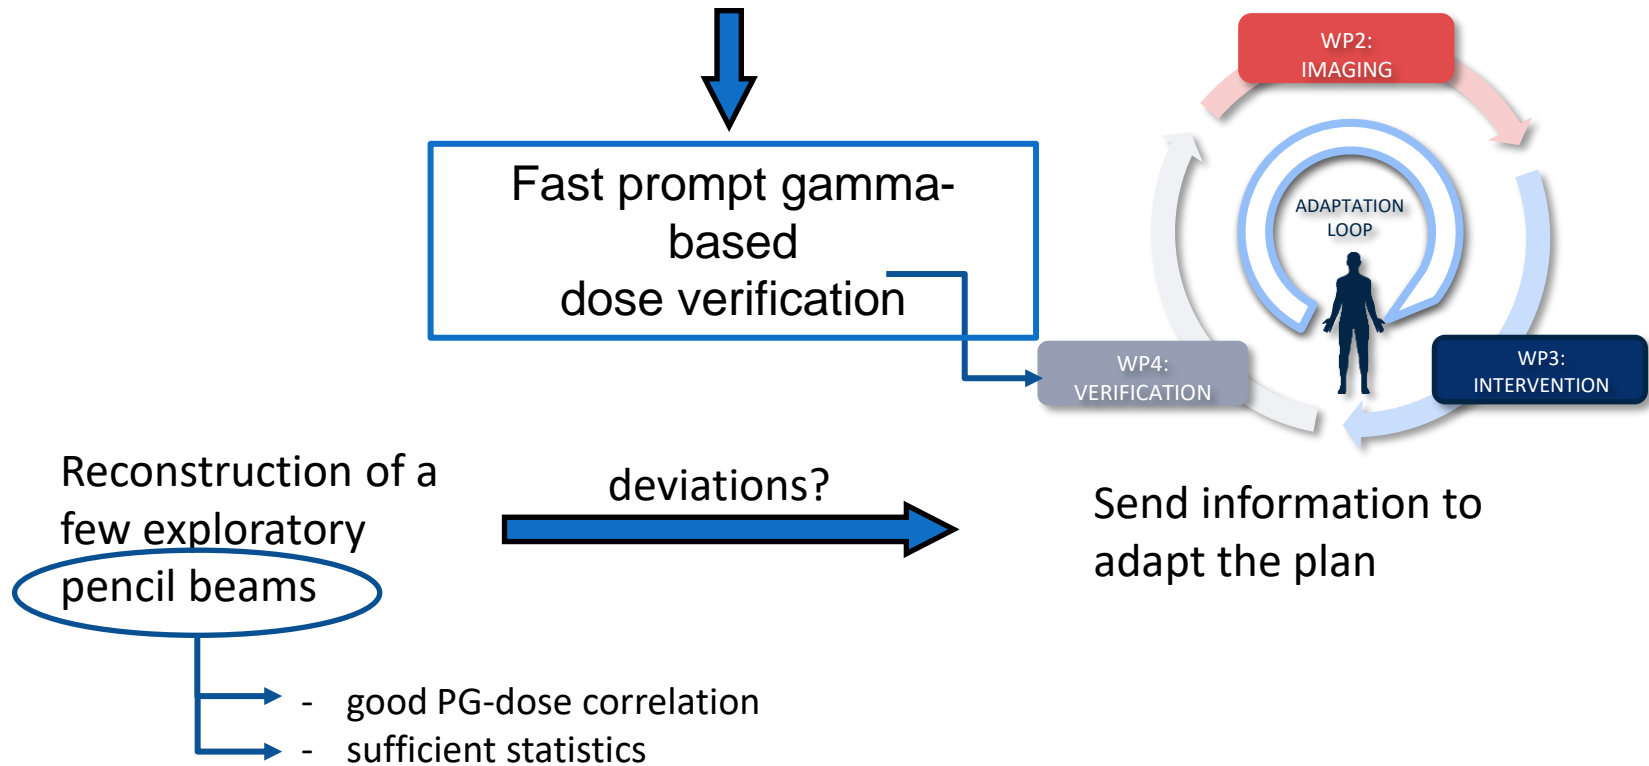 WP2:
IMAGING
Fast prompt gamma-
based
dose verification
ADAPTATION
LOOP
WP4:
VERIFICATION
WP3:
INTERVENTION
Reconstruction of a
few exploratory
pencil beams
deviations?
Send information to
adapt the plan
- good PG-dose correlation
- sufficient statistics